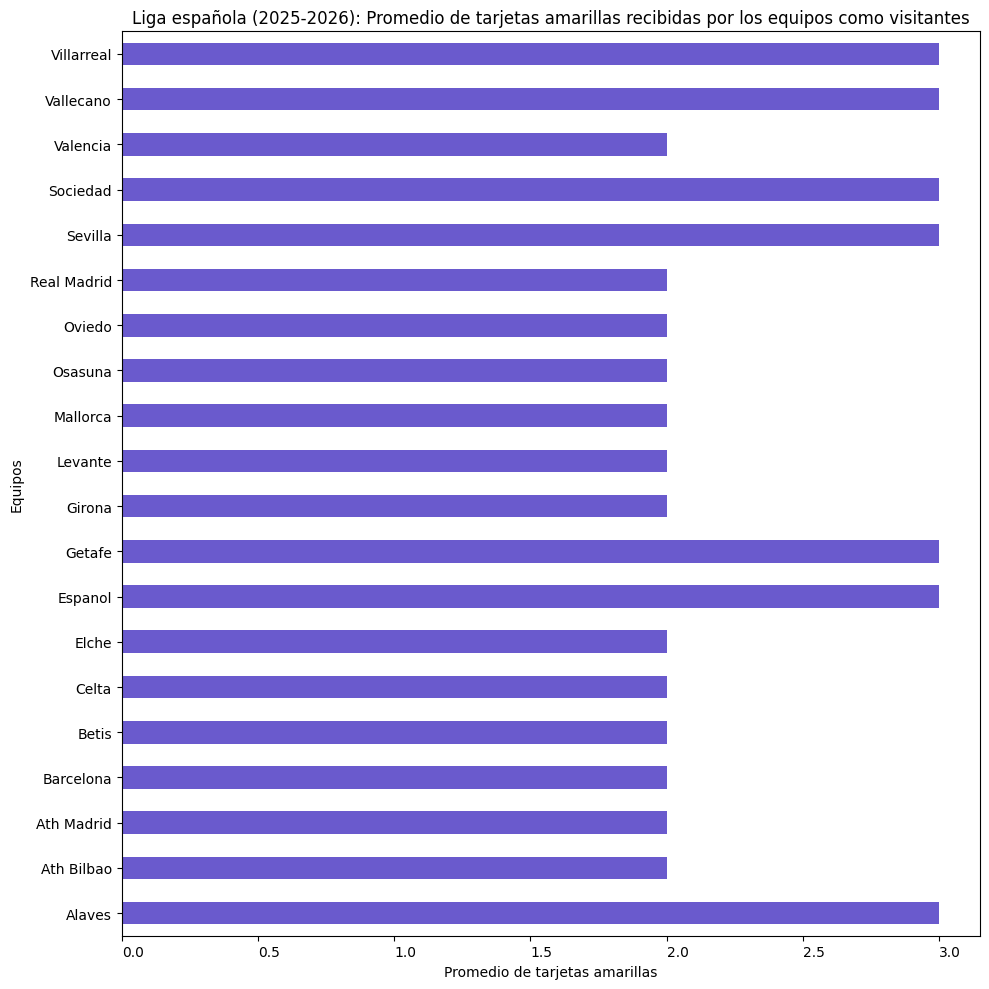 Liga española (2025-2026): Promedio de tarjetas amarillas recibidas por los equipos como visitantes
Villarreal
Vallecano
Valencia
Sociedad
Sevilla
Real Madrid
Oviedo
Osasuna
Mallorca
Levante
Girona
Getafe
Espanol
Elche
Celta
Betis
Barcelona
Ath Madrid
Ath Bilbao
Alaves
Equipos
0.0 0.5 1.0 1.5 2.0 2.5 3.0
Promedio de tarjetas amarillas